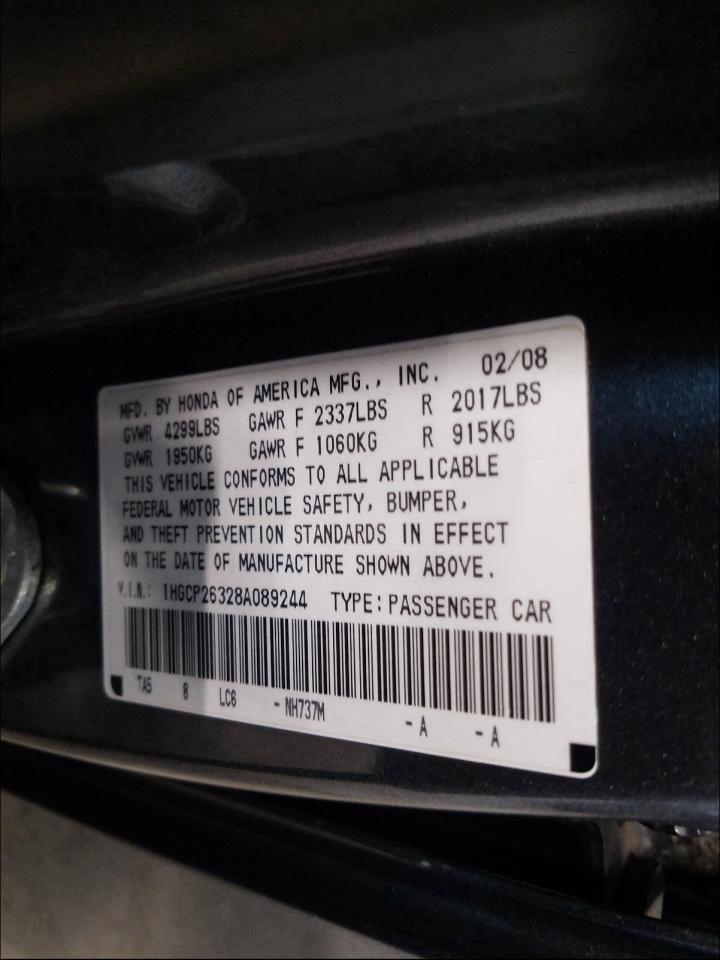 MFD. BY HONDA OF AMERICA MFG., INC. 02/08
GVWR 4299LBS GAWR F 2337LBS R 2017LBS
GVWR 1950KG GAWR F 1060KG R 915KG
THIS VEHICLE CONFORMS TO ALL APPLICABLE
FEDERAL MOTOR VEHICLE SAFETY, BUMPER,
AND THEFT PREVENTION STANDARDS IN EFFECT
ON THE DATE OF MANUFACTURE SHOWN ABOVE.
V.I.N.: 1HGCP26328A089244 TYPE: PASSENGER CAR
TA5 8 LC6 - NH737M - A - A